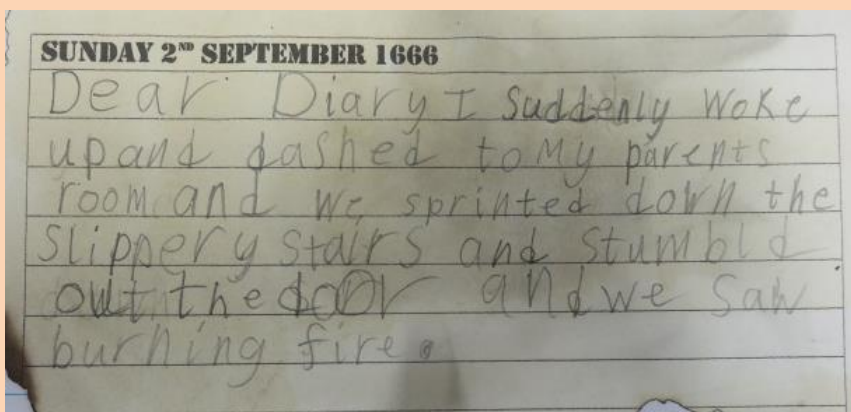 SUNDAY 2ND SEPTEMBER 1666
Dear Diary I suddenly woke
up and dashed to my parents
room and we sprinted down the
slippery stairs and stumbld
out the door and we saw
burning fire.